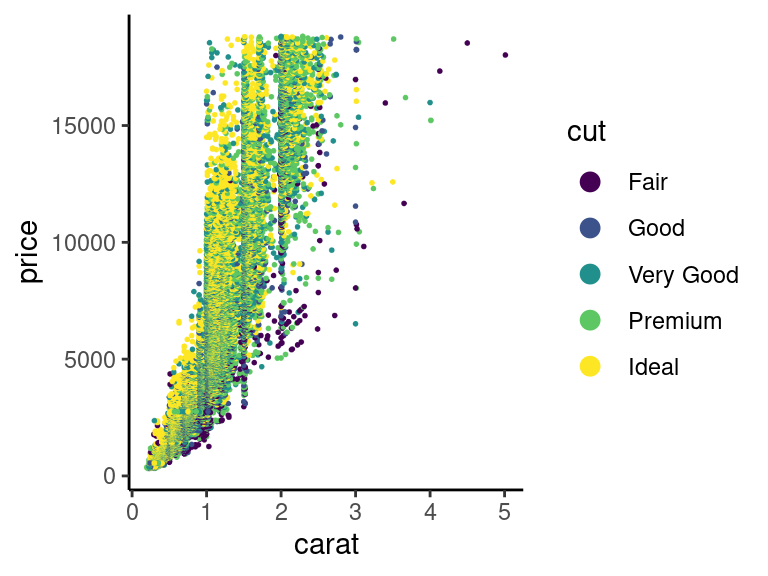 price
15000
10000
5000
0
0 1 2 3 4 5
carat
cut
Fair
Good
Very Good
Premium
Ideal